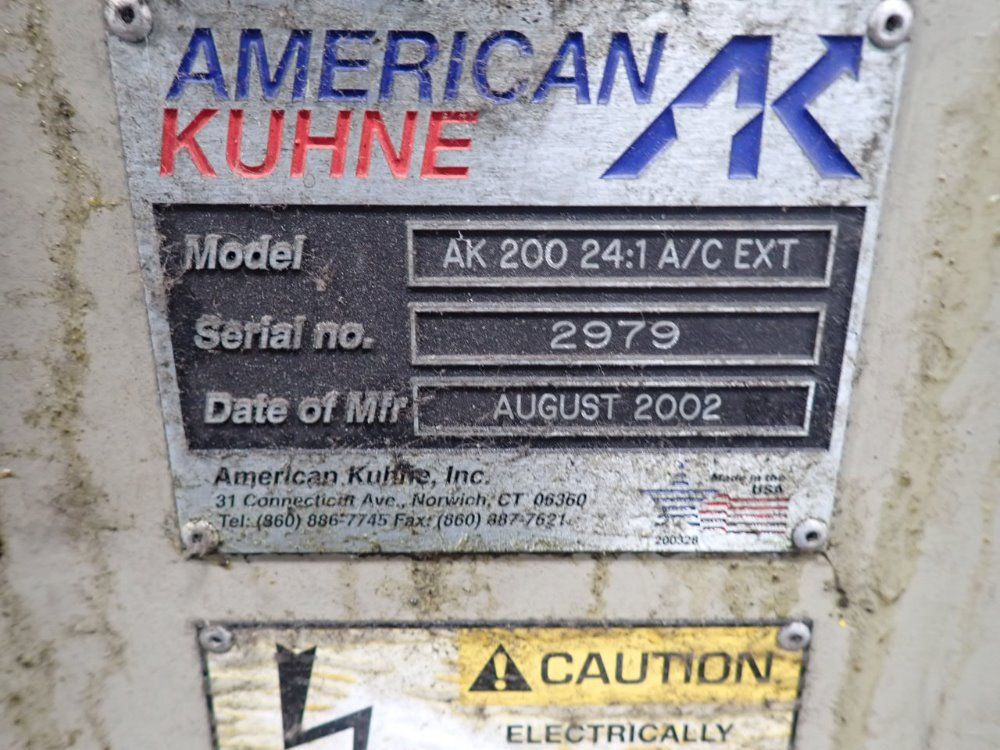 AMERICAN
KUHNE
AK
Model AK 200 24:1 A/C EXT
Serial no. 2979
Date of Mfr AUGUST 2002
American Kuhne, Inc.
31 Connecticut Ave., Norwich, CT 06360
Tel: (860) 886-7745 Fax: (860) 887-7621
Made in the
USA
200328
CAUTION
ELECTRICALLY